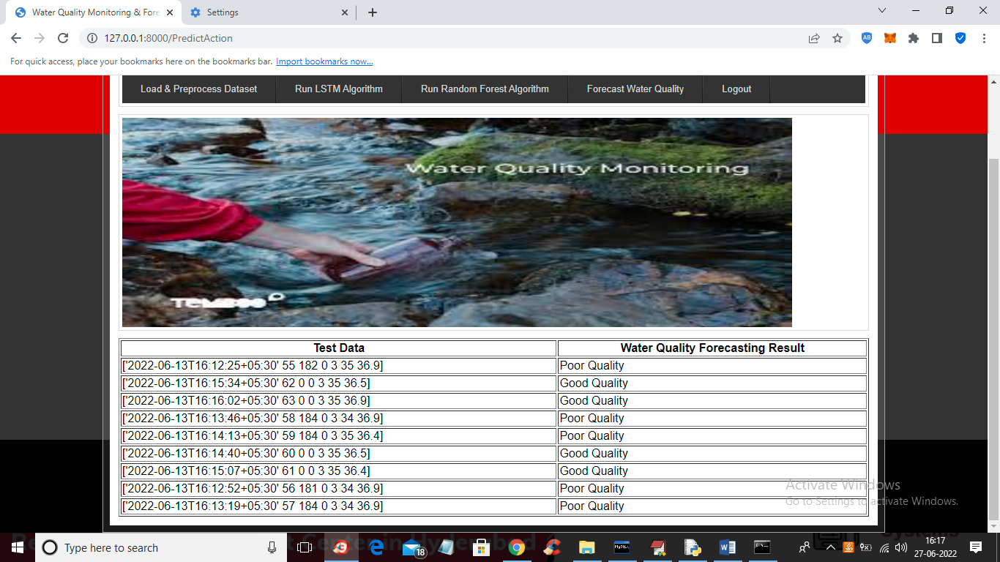 Water Quality Monitoring & Fore
Settings
127.0.0.1:8000/PredictAction
For quick access, place your bookmarks here on the bookmarks bar. Import bookmarks now...
Load & Preprocess Dataset
Run LSTM Algorithm
Run Random Forest Algorithm
Forecast Water Quality
Logout
Water Quality Monitoring
Test Data
Water Quality Forecasting Result
['2022-06-13T16:12:25+05:30' 55 182 0 3 35 36.9]
Poor Quality
['2022-06-13T16:15:34+05:30' 62 0 0 3 35 36.5]
Good Quality
['2022-06-13T16:16:02+05:30' 63 0 0 3 35 36.9]
Good Quality
['2022-06-13T16:13:46+05:30' 58 184 0 3 34 36.9]
Poor Quality
['2022-06-13T16:14:13+05:30' 59 184 0 3 35 36.4]
Poor Quality
['2022-06-13T16:14:40+05:30' 60 0 0 3 35 36.5]
Good Quality
['2022-06-13T16:15:07+05:30' 61 0 0 3 35 36.4]
Good Quality
['2022-06-13T16:12:52+05:30' 56 181 0 3 34 36.9]
Poor Quality
['2022-06-13T16:13:19+05:30' 57 184 0 3 34 36.9]
Poor Quality
Activate Windows
Go to Settings to activate Windows.
Type here to search
18
16:17
27-06-2022